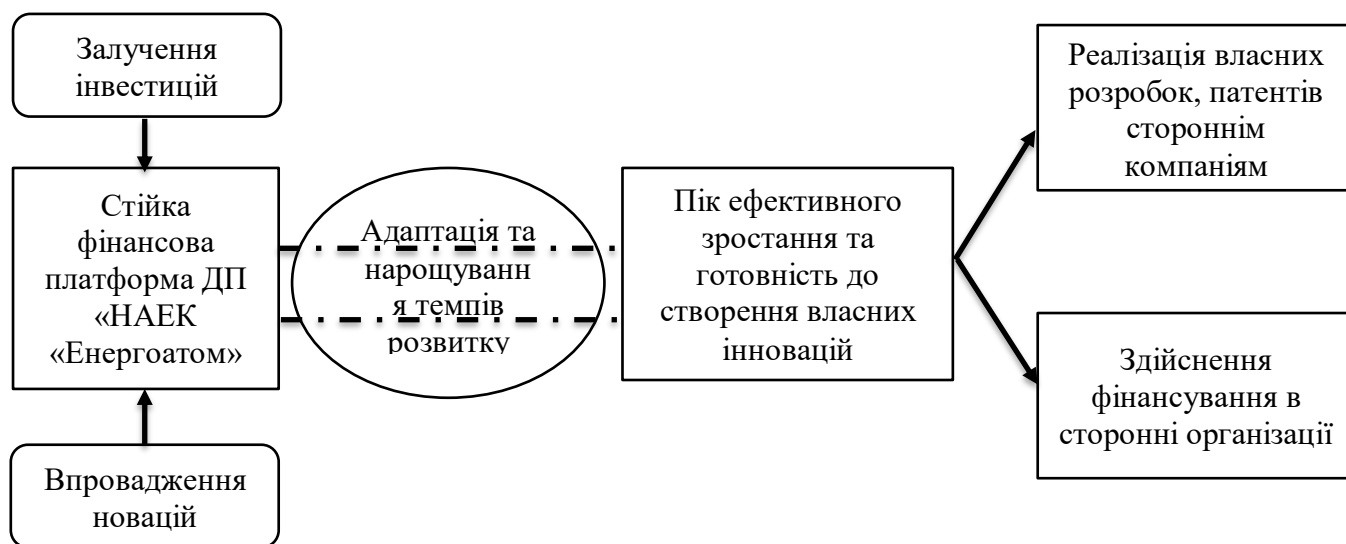 Залучення
інвестицій
Стійка
фінансова
платформа ДП
«НАЕК
«Енергоатом»
Впровадження
новацій
Адаптація та
нарощуванн
я темпів
розвитку
Пік ефективного
зростання та
готовність до
створення власних
інновацій
Реалізація власних
розробок, патентів
стороннім
компаніям
Здійснення
фінансування в
сторонні організації